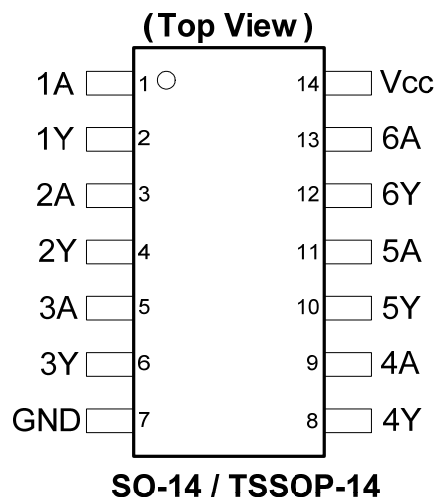 (Top View)
1A 1 14 Vcc
1Y 2 13 6A
2A 3 12 6Y
2Y 4 11 5A
3A 5 10 5Y
3Y 6 9 4A
GND 7 8 4Y
SO-14 / TSSOP-14